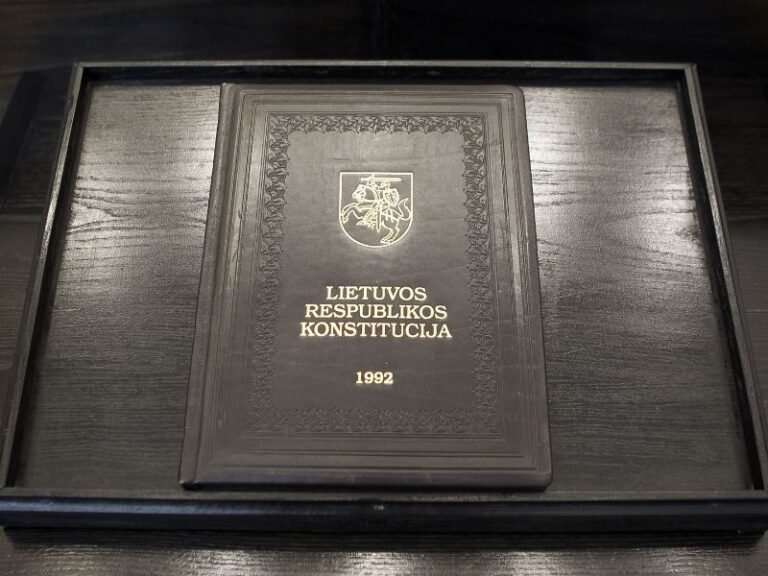 LIETUVOS
RESPUBLIKOS
KONSTITUCIJA
1992